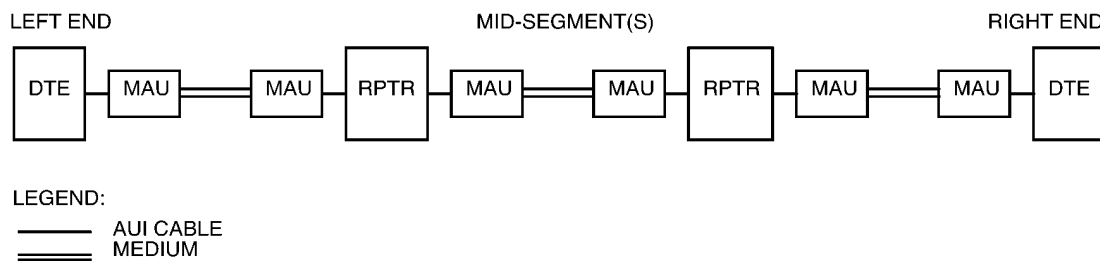 LEFT END MID-SEGMENT(S) RIGHT END
DTE MAU MAU RPTR MAU MAU RPTR MAU MAU DTE
LEGEND:
AUI CABLE
MEDIUM